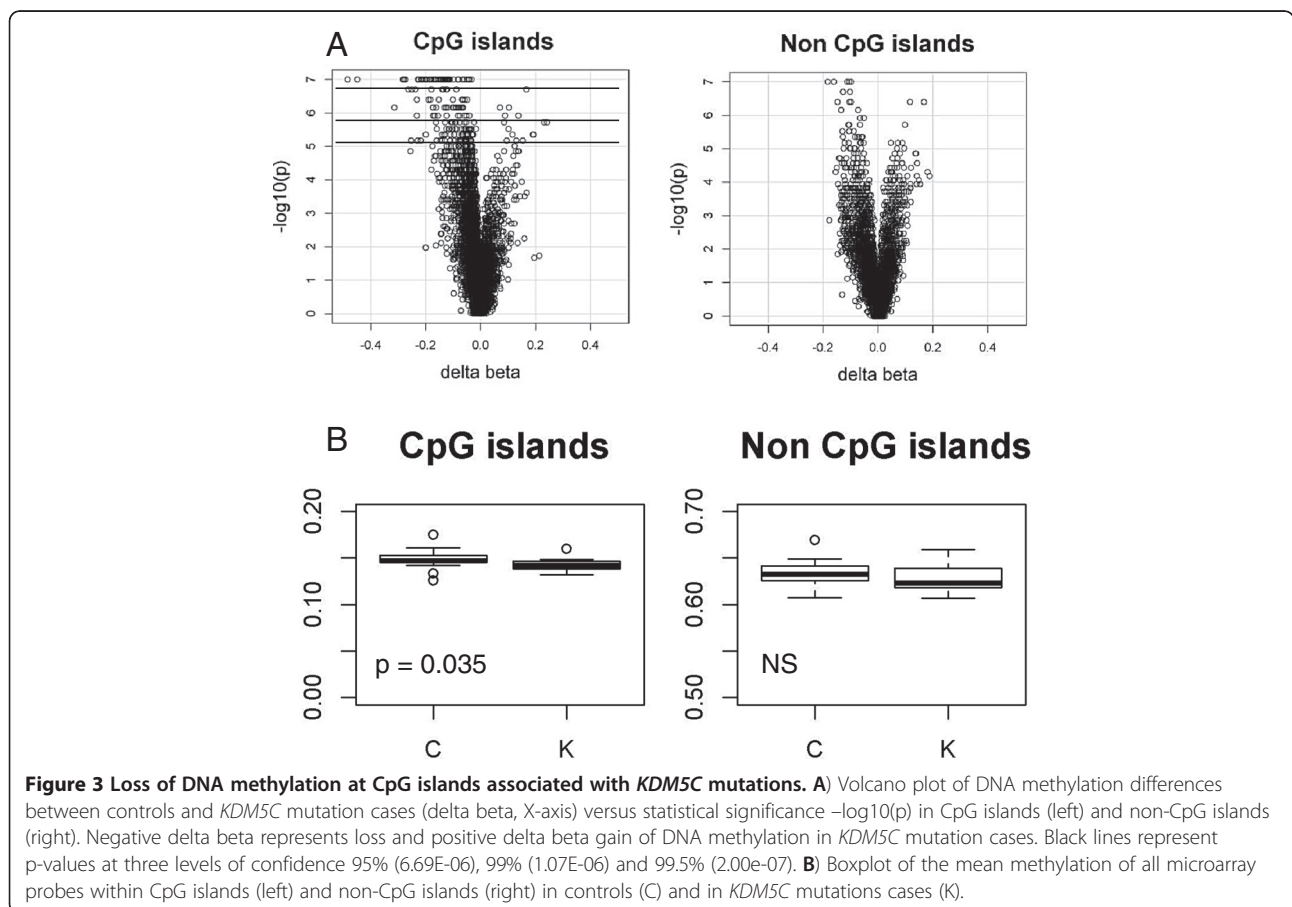 A
CpG islands
Non CpG islands
7
6
5
4
3
2
1
0
-log10(p)
-0.4
-0.2
0.0
0.2
0.4
delta beta
7
6
5
4
3
2
1
0
-log10(p)
-0.4
-0.2
0.0
0.2
0.4
delta beta
B
CpG islands
Non CpG islands
0.20
0.10
0.00
p = 0.035
C
K
0.70
0.60
0.50
NS
C
K
Figure 3 Loss of DNA methylation at CpG islands associated with KDM5C mutations. A) Volcano plot of DNA methylation differences
between controls and KDM5C mutation cases (delta beta, X-axis) versus statistical significance –log10(p) in CpG islands (left) and non-CpG islands
(right). Negative delta beta represents loss and positive delta beta gain of DNA methylation in KDM5C mutation cases. Black lines represent
p-values at three levels of confidence 95% (6.69E-06), 99% (1.07E-06) and 99.5% (2.00e-07). B) Boxplot of the mean methylation of all microarray
probes within CpG islands (left) and non-CpG islands (right) in controls (C) and in KDM5C mutations cases (K).